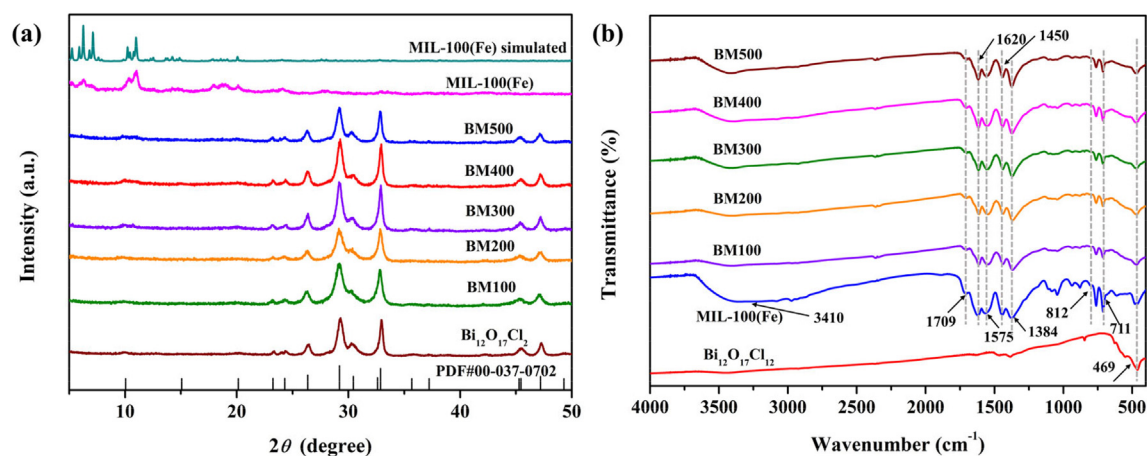 (a)
MIL-100(Fe) simulated
MIL-100(Fe)
BM500
BM400
BM300
BM200
BM100
Bi12O17Cl2
PDF#00-037-0702
Intensity (a.u.)
10 20 30 40 50
2θ (degree)
(b)
1620 1450
BM500
BM400
BM300
BM200
BM100
MIL-100(Fe)
3410
1709
1575
1384
812
711
Bi12O17Cl12
469
Transmittance (%)
4000 3500 3000 2500 2000 1500 1000 500
Wavenumber (cm-1)